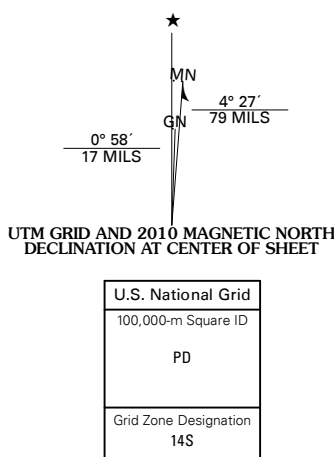 ★
MN
GN
4° 27´
79 MILS
0° 58´
17 MILS
UTM GRID AND 2010 MAGNETIC NORTH
DECLINATION AT CENTER OF SHEET
U.S. National Grid
100,000-m Square ID
PD
Grid Zone Designation
14S